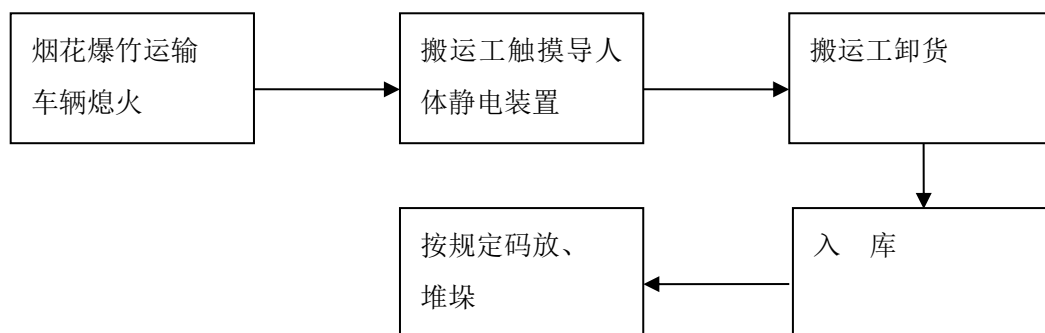 烟花爆竹运输
车辆熄火
搬运工触摸导人
体静电装置
搬运工卸货
入　库
按规定码放、
堆垛